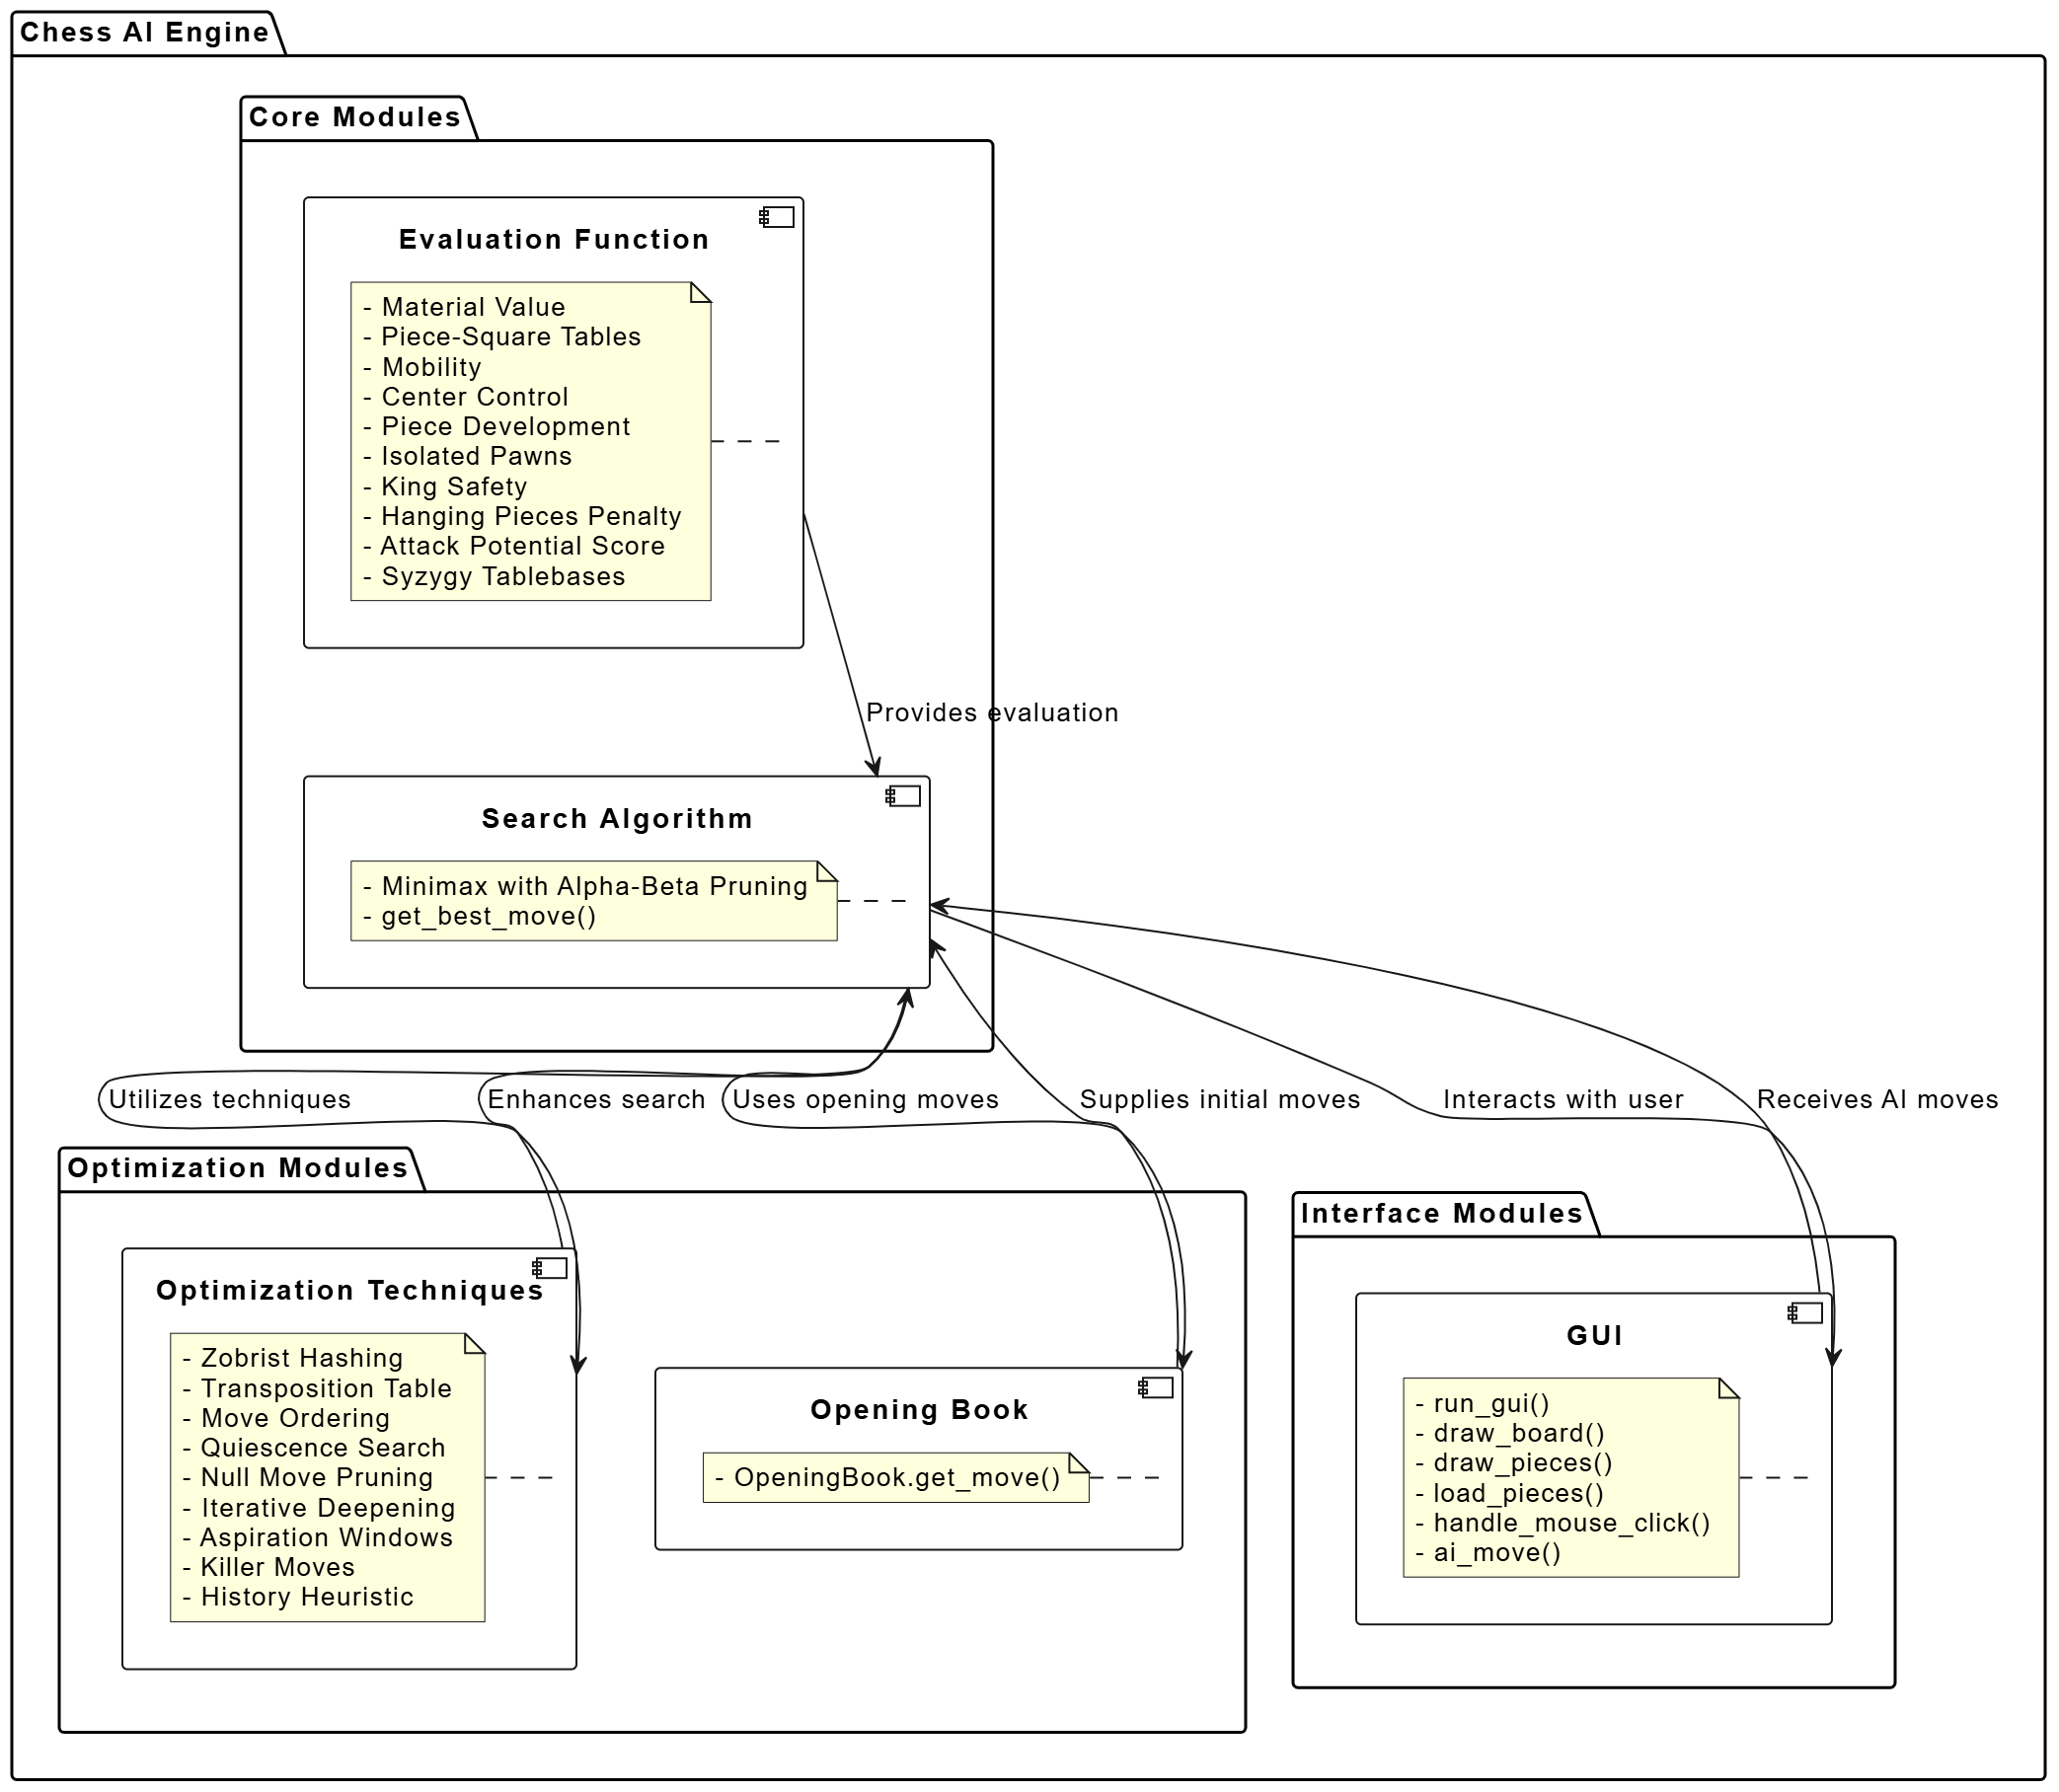 Chess AI Engine
Core Modules
Evaluation Function
- Material Value
- Piece-Square Tables
- Mobility
- Center Control
- Piece Development
- Isolated Pawns
- King Safety
- Hanging Pieces Penalty
- Attack Potential Score
- Syzygy Tablebases
Provides evaluation
Search Algorithm
- Minimax with Alpha-Beta Pruning
- get_best_move()
Utilizes techniques
Enhances search
Uses opening moves
Supplies initial moves
Interacts with user
Receives AI moves
Optimization Modules
Optimization Techniques
- Zobrist Hashing
- Transposition Table
- Move Ordering
- Quiescence Search
- Null Move Pruning
- Iterative Deepening
- Aspiration Windows
- Killer Moves
- History Heuristic
Opening Book
- OpeningBook.get_move()
Interface Modules
GUI
- run_gui()
- draw_board()
- draw_pieces()
- load_pieces()
- handle_mouse_click()
- ai_move()